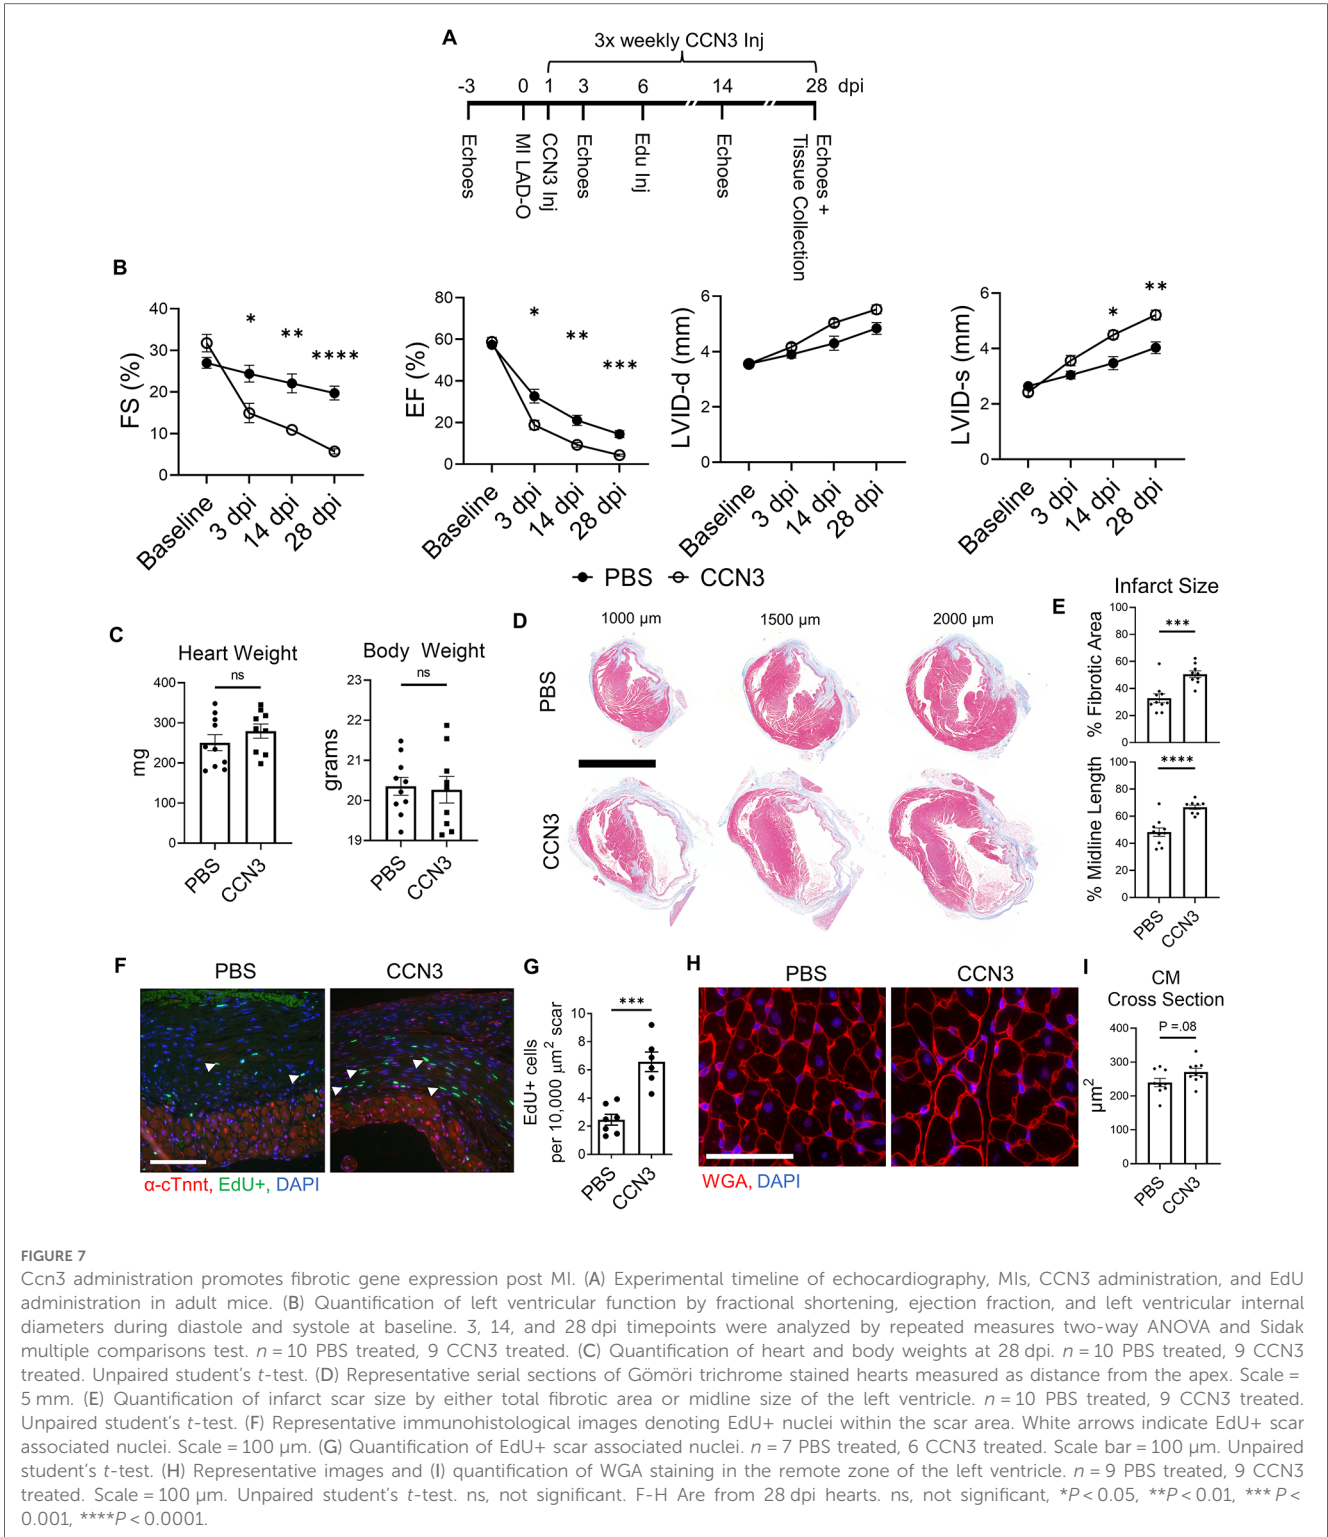 A
3x weekly CCN3 Inj
-3 0 1 3 6 14 28 dpi
Echoes
MI LAD-O
CCN3 Inj
Echoes
Edu Inj
Echoes
Echoes +
Tissue Collection
B
FS (%)
40
30
20
10
0
* ** ****
Baseline
3 dpi
14 dpi
28 dpi
EF (%)
80
60
40
20
0
* ** ***
Baseline
3 dpi
14 dpi
28 dpi
LVID-d (mm)
6
4
2
0
Baseline
3 dpi
14 dpi
28 dpi
LVID-s (mm)
6
4
2
0
* **
Baseline
3 dpi
14 dpi
28 dpi
PBS CCN3
C
Heart Weight
ns
mg
400
300
200
100
0
PBS
CCN3
Body Weight
ns
grams
23
22
21
20
19
PBS
CCN3
D
1000 µm 1500 µm 2000 µm
PBS
CCN3
E
Infarct Size
% Fibrotic Area
100
80
60
40
20
0
***
% Midline Length
100
80
60
40
20
0
****
PBS
CCN3
F
PBS CCN3
α-cTnnt, EdU+, DAPI
G
EdU+ cells
per 10,000 µm² scar
10
8
6
4
2
0
***
PBS
CCN3
H
PBS CCN3
WGA, DAPI
I
CM
Cross Section
P =.08
µm²
400
300
200
100
0
PBS
CCN3
FIGURE 7
Ccn3 administration promotes fibrotic gene expression post MI. (A) Experimental timeline of echocardiography, MIs, CCN3 administration, and EdU
administration in adult mice. (B) Quantification of left ventricular function by fractional shortening, ejection fraction, and left ventricular internal
diameters during diastole and systole at baseline. 3, 14, and 28 dpi timepoints were analyzed by repeated measures two-way ANOVA and Sidak
multiple comparisons test. n = 10 PBS treated, 9 CCN3 treated. (C) Quantification of heart and body weights at 28 dpi. n = 10 PBS treated, 9 CCN3
treated. Unpaired student's t-test. (D) Representative serial sections of Gömöri trichrome stained hearts measured as distance from the apex. Scale =
5 mm. (E) Quantification of infarct scar size by either total fibrotic area or midline size of the left ventricle. n = 10 PBS treated, 9 CCN3 treated.
Unpaired student's t-test. (F) Representative immunohistological images denoting EdU+ nuclei within the scar area. White arrows indicate EdU+ scar
associated nuclei. Scale = 100 µm. (G) Quantification of EdU+ scar associated nuclei. n = 7 PBS treated, 6 CCN3 treated. Scale bar = 100 µm. Unpaired
student's t-test. (H) Representative images and (I) quantification of WGA staining in the remote zone of the left ventricle. n = 9 PBS treated, 9 CCN3
treated. Scale = 100 µm. Unpaired student's t-test. ns, not significant. F-H Are from 28 dpi hearts. ns, not significant, *P < 0.05, **P < 0.01, *** P <
0.001, ****P < 0.0001.